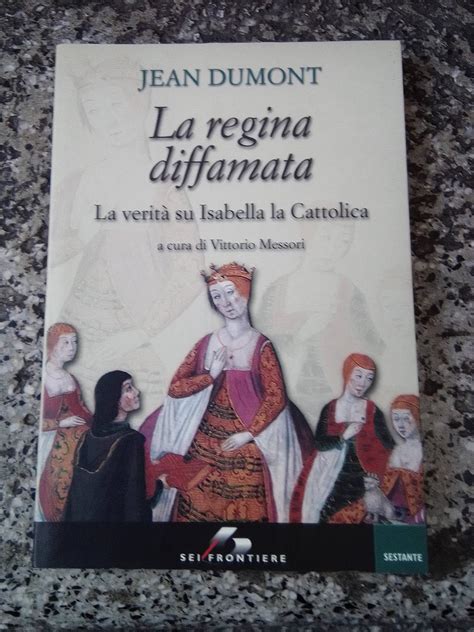 JEAN DUMONT
La regina
diffamata
La verità su Isabella la Cattolica
a cura di Vittorio Messori
SEI FRONTIERE
SESTANTE